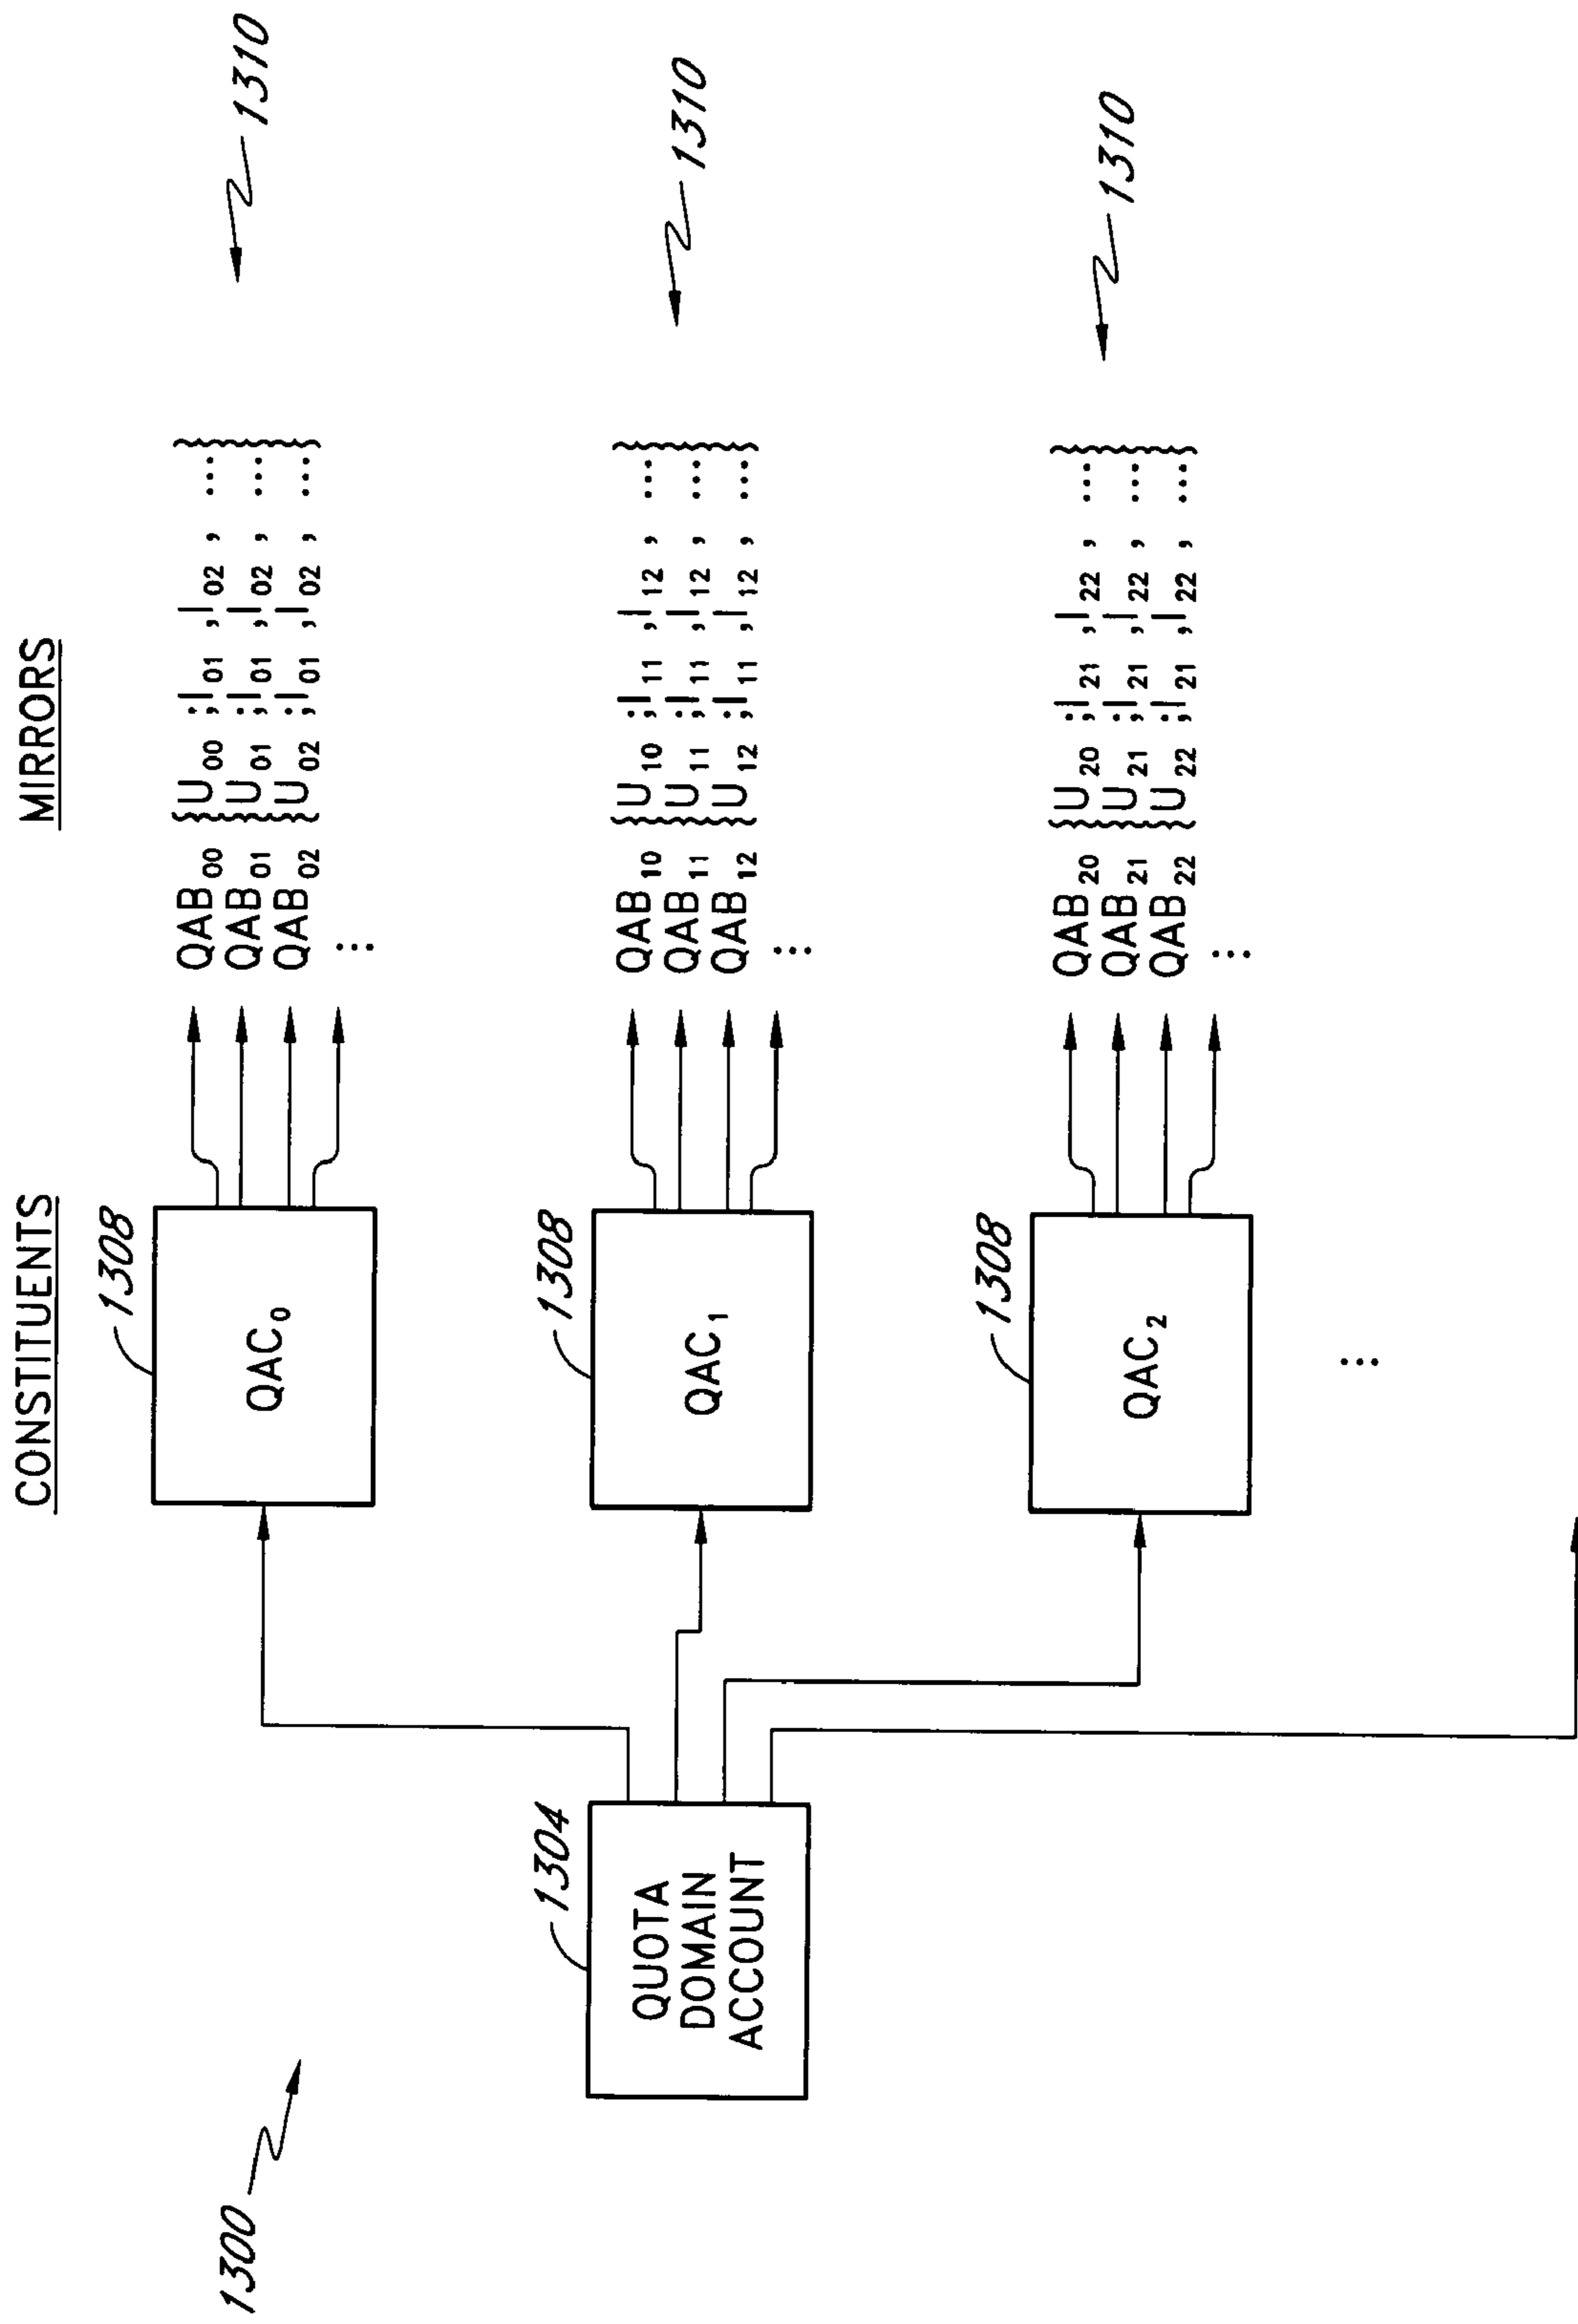 CONSTITUENTS
MIRRORS
1300
1304
QUOTA
DOMAIN
ACCOUNT
1308
QAC₀
QAB₀₀ {U₀₀ ;I₀₁ ,I₀₂ , ...}
QAB₀₁ {U₀₁ ;I₀₁ ,I₀₂ , ...}
QAB₀₂ {U₀₂ ;I₀₁ ,I₀₂ , ...}
⋮
1310
1308
QAC₁
QAB₁₀ {U₁₀ ;I₁₁ ,I₁₂ , ...}
QAB₁₁ {U₁₁ ;I₁₁ ,I₁₂ , ...}
QAB₁₂ {U₁₂ ;I₁₁ ,I₁₂ , ...}
⋮
1310
1308
QAC₂
QAB₂₀ {U₂₀ ;I₂₁ ,I₂₂ , ...}
QAB₂₁ {U₂₁ ;I₂₁ ,I₂₂ , ...}
QAB₂₂ {U₂₂ ;I₂₁ ,I₂₂ , ...}
⋮
1310
⋮